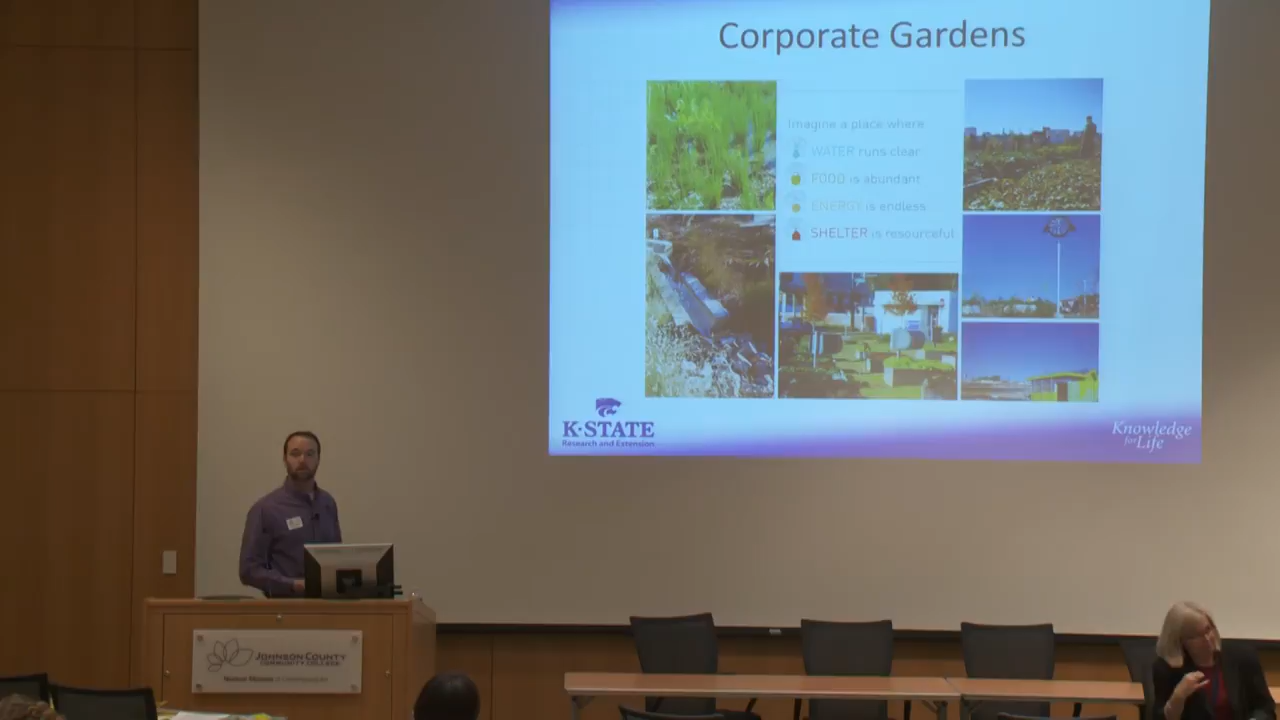 Corporate Gardens
Imagine a place where
WATER runs clear
FOOD is abundant
ENERGY is endless
SHELTER is resourceful
K-STATE
Research and Extension
Knowledge
for Life
JOHNSON COUNTY
COMMUNITY COLLEGE